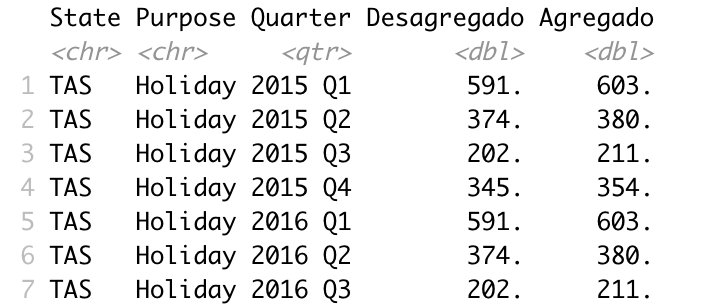 State Purpose Quarter Desagregado Agregado
<chr> <chr> <qtr> <dbl> <dbl>
1 TAS Holiday 2015 Q1 591. 603.
2 TAS Holiday 2015 Q2 374. 380.
3 TAS Holiday 2015 Q3 202. 211.
4 TAS Holiday 2015 Q4 345. 354.
5 TAS Holiday 2016 Q1 591. 603.
6 TAS Holiday 2016 Q2 374. 380.
7 TAS Holiday 2016 Q3 202. 211.